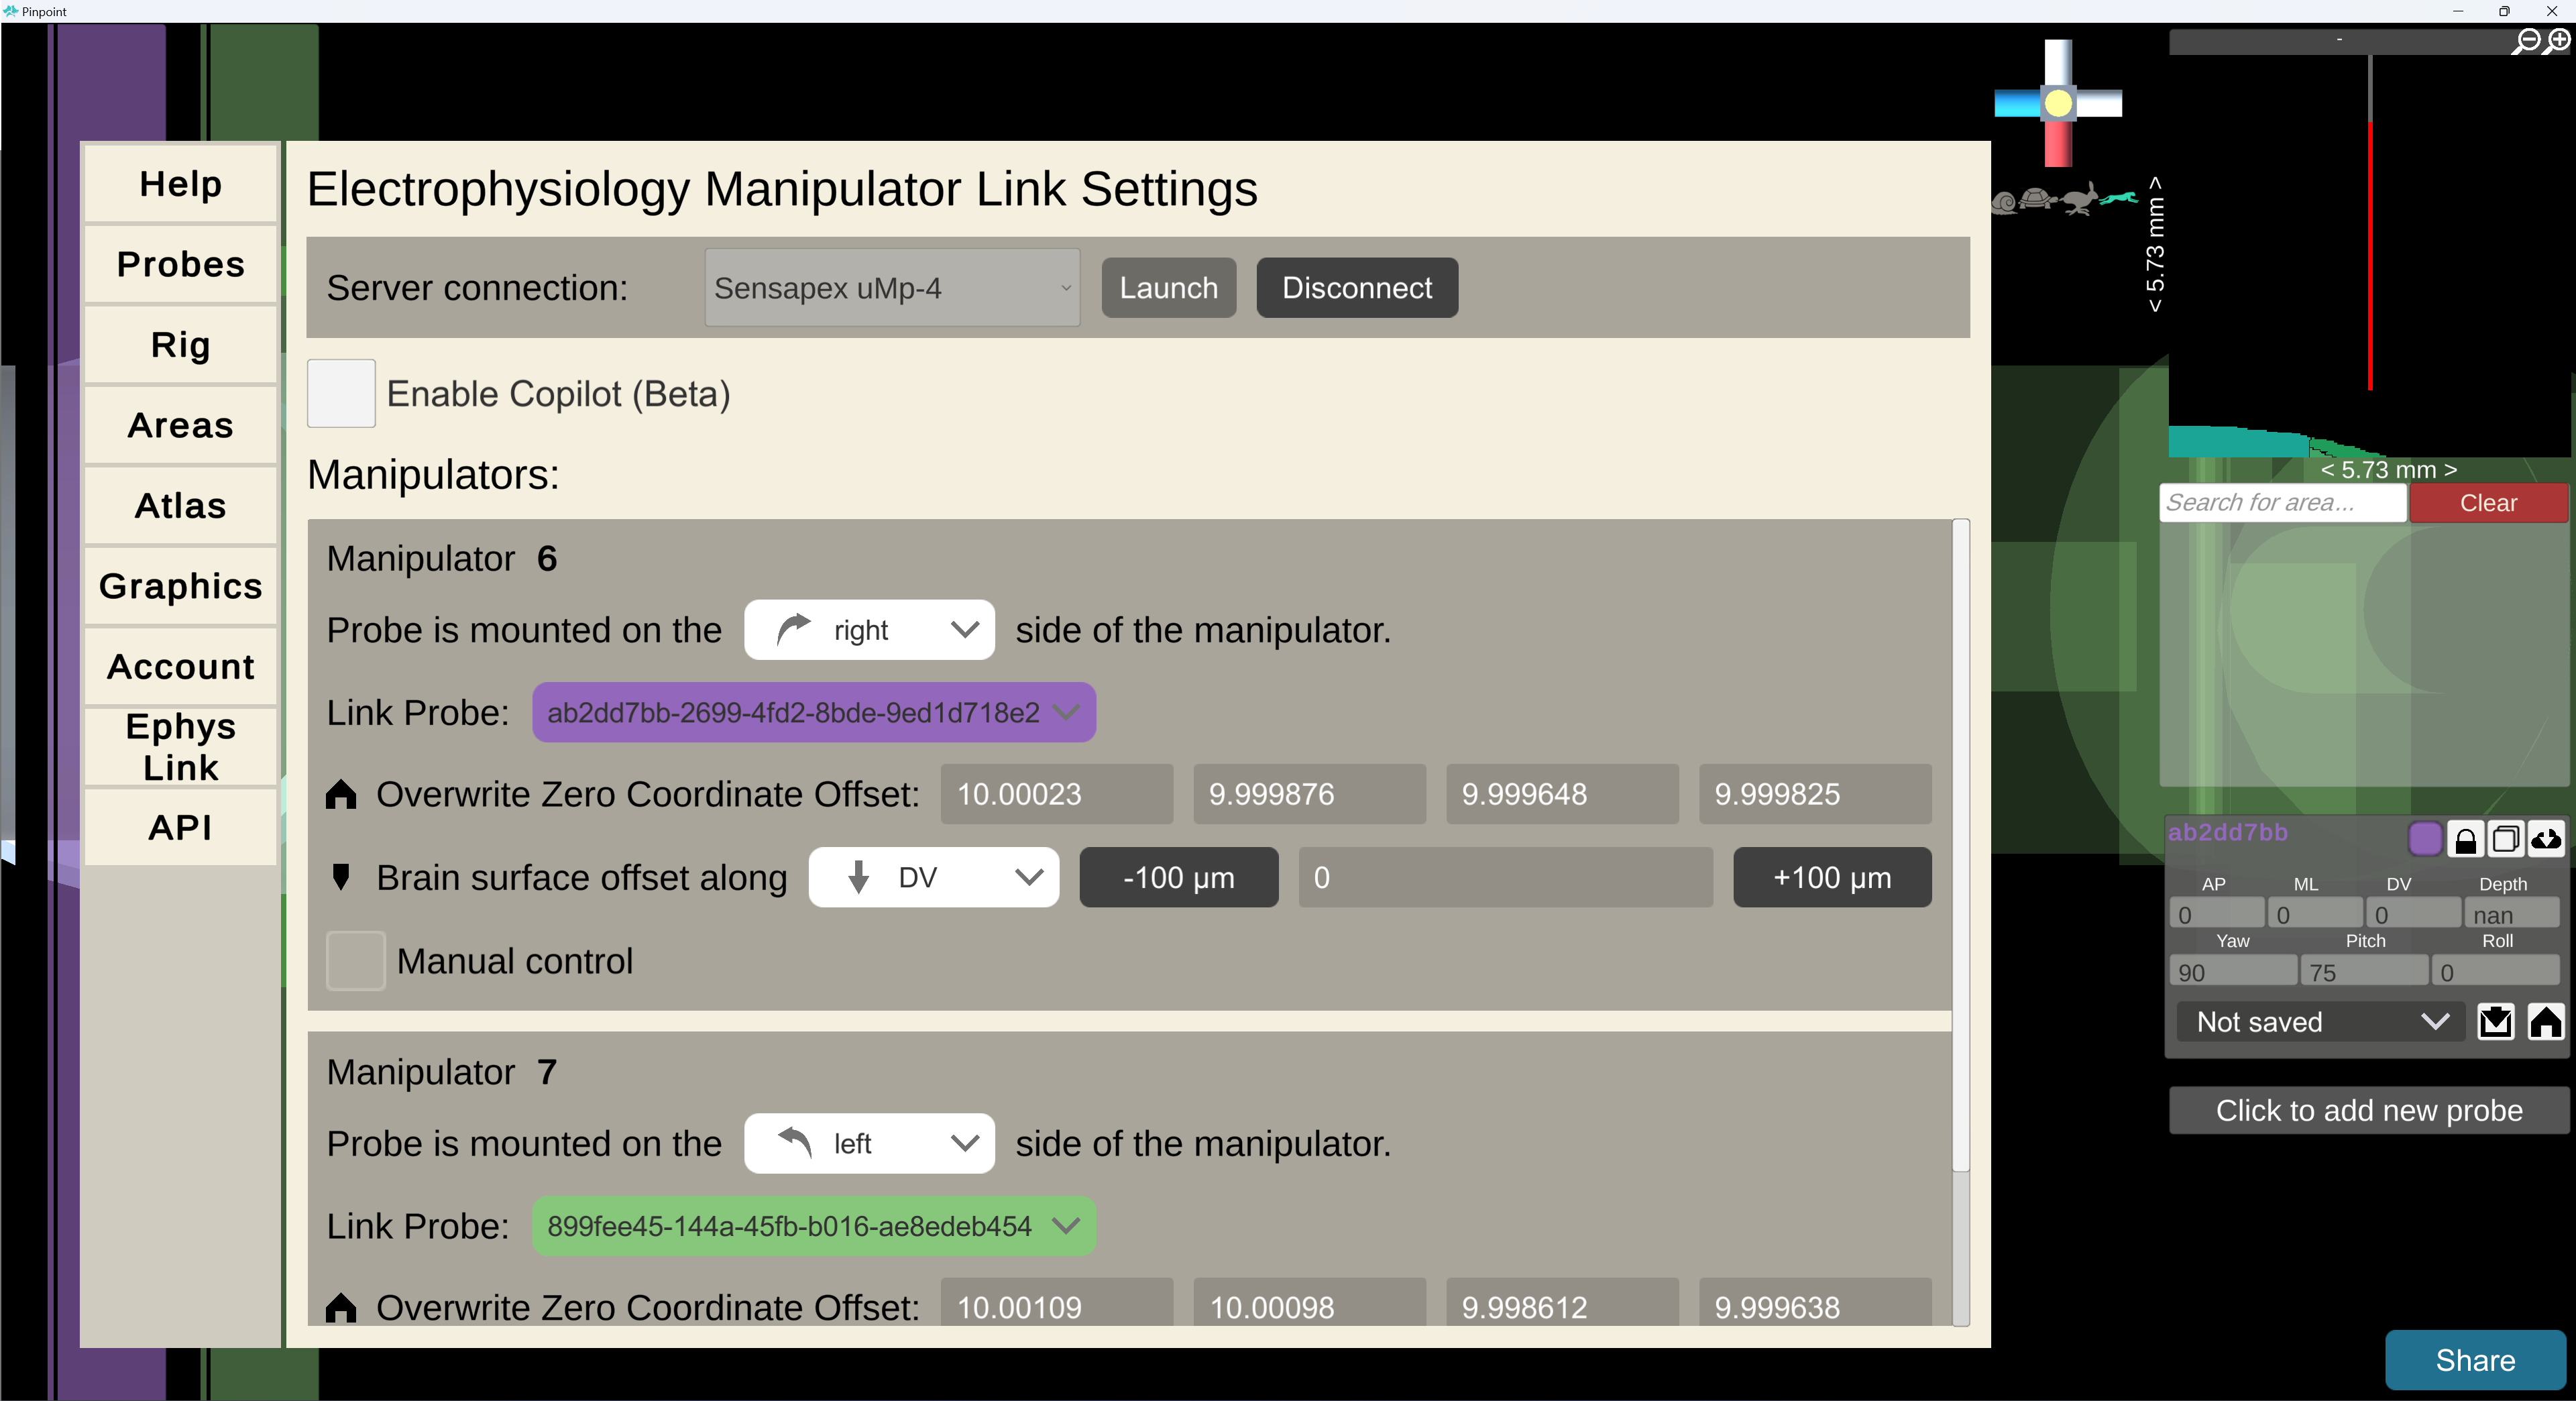 Pinpoint
Help
Probes
Rig
Areas
Atlas
Graphics
Account
Ephys
Link
API
Electrophysiology Manipulator Link Settings
Server connection: Sensapex uMp-4 Launch Disconnect
Enable Copilot (Beta)
Manipulators:
Manipulator 6
Probe is mounted on the right side of the manipulator.
Link Probe: ab2dd7bb-2699-4fd2-8bde-9ed1d718e2
Overwrite Zero Coordinate Offset: 10.00023 9.999876 9.999648 9.999825
Brain surface offset along DV -100 µm 0 +100 µm
Manual control
Manipulator 7
Probe is mounted on the left side of the manipulator.
Link Probe: 899fee45-144a-45fb-b016-ae8edeb454
Overwrite Zero Coordinate Offset: 10.00109 10.00098 9.998612 9.999638
-
< 5.73 mm >
< 5.73 mm >
Search for area... Clear
ab2dd7bb
AP ML DV Depth
0 0 0 nan
Yaw Pitch Roll
90 75 0
Not saved
Click to add new probe
Share